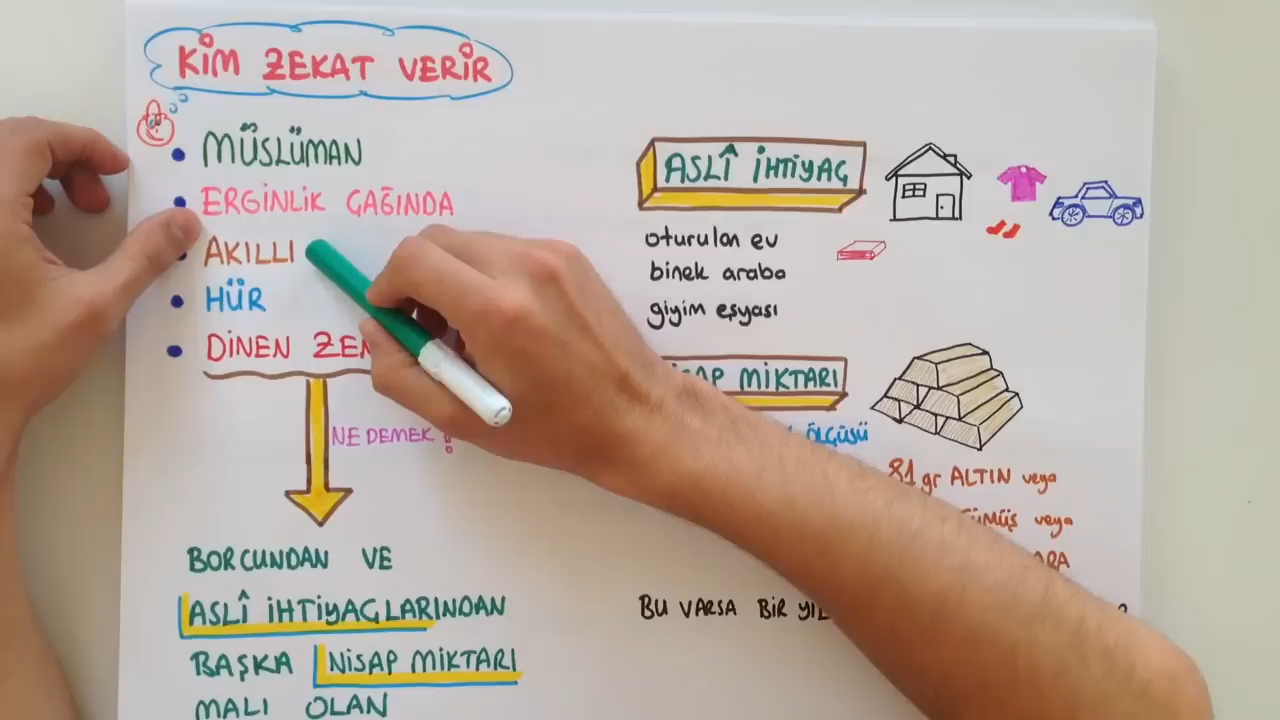 KİM ZEKAT VERİR
MÜSLÜMAN
ERGİNLİK ÇAĞINDA
AKILLI
HÜR
DİNEN
NE DEMEK ?
BORCUNDAN VE
ASLÎ İHTİYAÇLARINDAN
BAŞKA NİSAP MİKTARI
MALI OLAN
ASLÎ İHTİYAÇ
oturulan ev
binek araba
giyim eşyası
MİKTARI
ÖLÇÜSÜ
81 gr ALTIN veya
veya
BU VARSA BİR